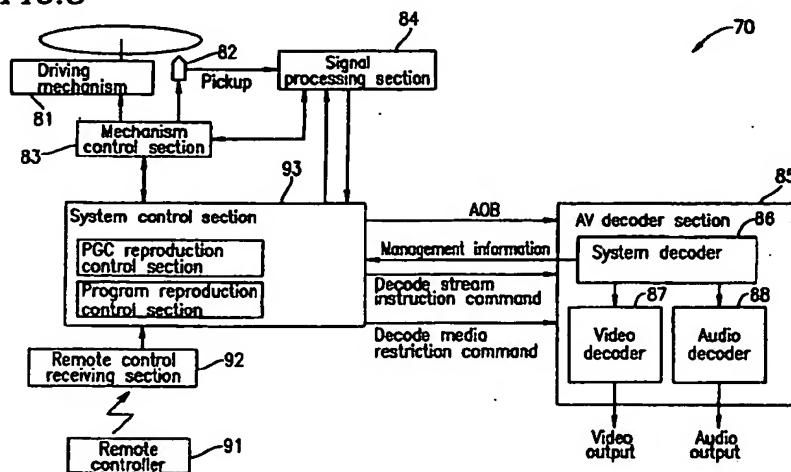 84
70
82
Signal
processing section
Driving
mechanism
Pickup
81
Mechanism
control section
83
93
85
System control section
AOB
AV decoder section
86
Management information
System decoder
PGC reproduction
control section
Decode stream
instruction command
87
88
Program reproduction
control section
Video
decoder
Audio
decoder
Decode media
restriction command
Remote control
receiving section
92
Video
output
Audio
output
Remote
controller
91